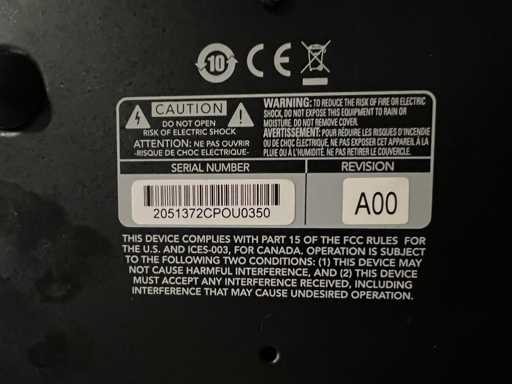 10
CE
CAUTION
DO NOT OPEN
RISK OF ELECTRIC SHOCK
ATTENTION: NE PAS OUVRIR
-RISQUE DE CHOC ELECTRIQUE-
WARNING: TO REDUCE THE RISK OF FIRE OR ELECTRIC
SHOCK, DO NOT EXPOSE THIS EQUIPMENT TO RAIN OR
MOISTURE. DO NOT REMOVE COVER.
AVERTISSEMENT: POUR RÉDUIRE LES RISQUES D'INCENDIE
OU DE CHOC ÉLECTRIQUE, NE PAS EXPOSER CET APPAREIL À LA
PLUIE OU À L'HUMIDITÉ. NE PAS RETIRER LE COUVERCLE.
SERIAL NUMBER
REVISION
2051372CPOU0350
A00
THIS DEVICE COMPLIES WITH PART 15 OF THE FCC RULES FOR
THE U.S. AND ICES-003, FOR CANADA. OPERATION IS SUBJECT
TO THE FOLLOWING TWO CONDITIONS: (1) THIS DEVICE MAY
NOT CAUSE HARMFUL INTERFERENCE, AND (2) THIS DEVICE
MUST ACCEPT ANY INTERFERENCE RECEIVED, INCLUDING
INTERFERENCE THAT MAY CAUSE UNDESIRED OPERATION.